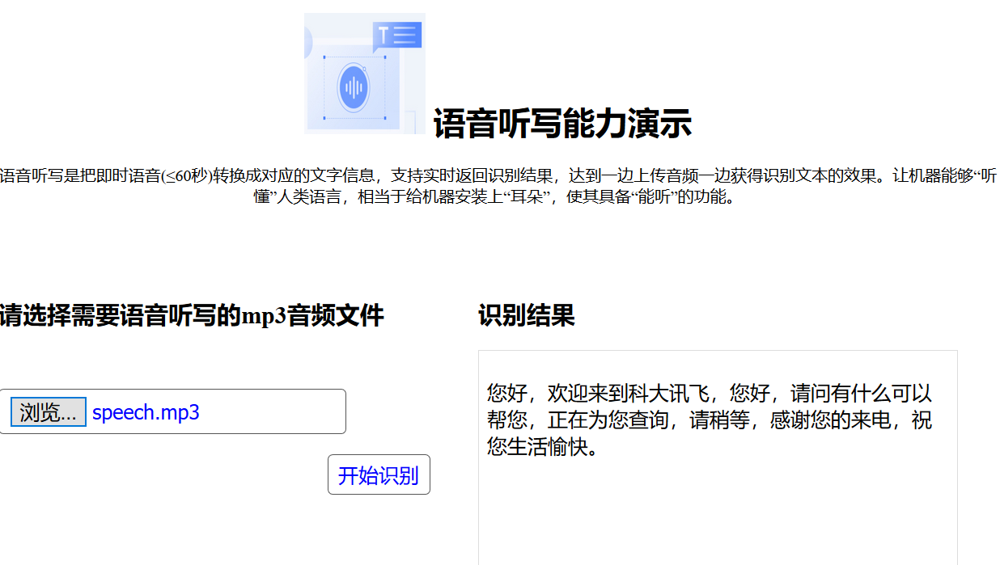 T
语音听写能力演示
语音听写是把即时语音(≤60秒)转换成对应的文字信息，支持实时返回识别结果，达到一边上传音频一边获得识别文本的效果。让机器能够“听
懂”人类语言，相当于给机器安装上“耳朵”，使其具备“能听”的功能。
请选择需要语音听写的mp3音频文件
浏览... speech.mp3
开始识别
识别结果
您好，欢迎来到科大讯飞，您好，请问有什么可以
帮您，正在为您查询，请稍等，感谢您的来电，祝
您生活愉快。